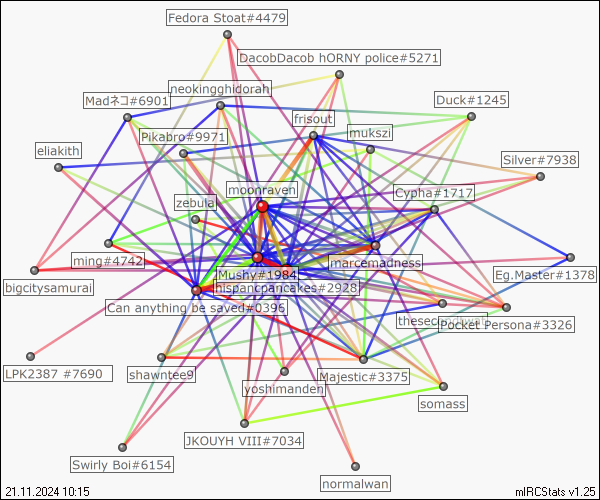 Fedora Stoat#4479
DacobDacob hORNY police#5271
neokingghidorah
Madネコ#6901
Duck#1245
frisout
mukszi
Pikabro#9971
eliakith
Silver#7938
moonraven
Cypha#1717
zebula
ming#4742
marcemadness
Mushy#1984
Eg.Master#1378
bigcitysamurai
hispancpancakes#2928
Can anything be sayed#0396
Pocket Persona#3326
LPK2387 #7690
shawntee9
Majestic#3375
yoshimanden
somass
JKOUYH VIII#7034
Swirly Boi#6154
normalwan
21.11.2024 10:15
mIRCStats v1.25